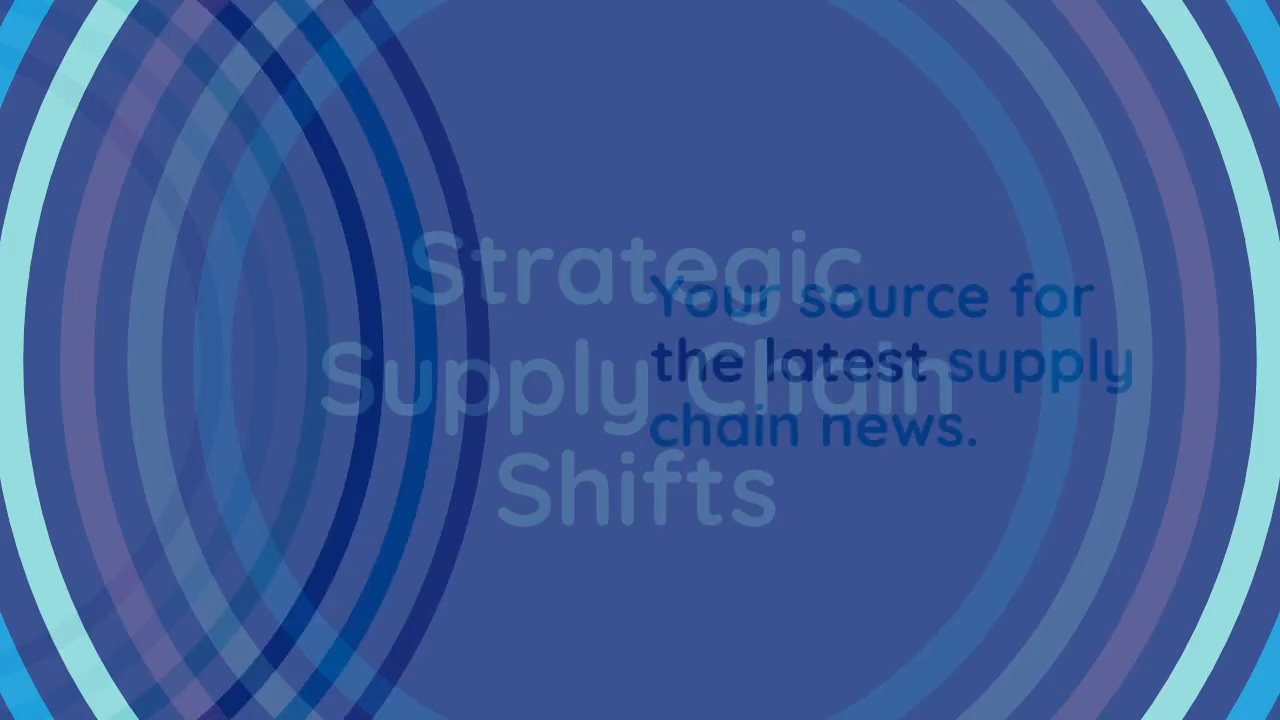 Strategic
Supply Chain
Shifts
Your source for
the latest supply
chain news.